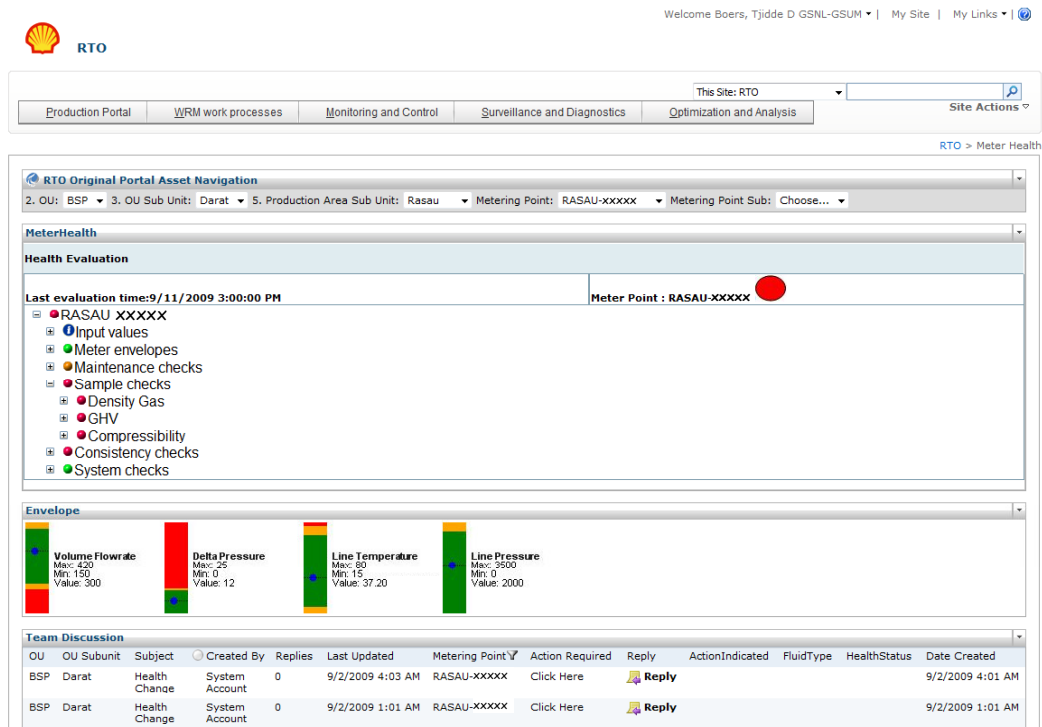 Welcome Boers, Tjidde D GSNL-GSUM | My Site | My Links |
RTO
This Site: RTO
Production Portal WRM work processes Monitoring and Control Surveillance and Diagnostics Optimization and Analysis Site Actions
RTO > Meter Health
RTO Original Portal Asset Navigation
2. OU: BSP 3. OU Sub Unit: Darat 5. Production Area Sub Unit: Rasau Metering Point: RASAU-xxxxx Metering Point Sub: Choose...
MeterHealth
Health Evaluation
Last evaluation time:9/11/2009 3:00:00 PM Meter Point : RASAU-XXXXX
RASAU XXXXX
Input values
Meter envelopes
Maintenance checks
Sample checks
Density Gas
GHV
Compressibility
Consistency checks
System checks
Envelope
Volume Flowrate
Max: 420
Min: 150
Value: 300
Delta Pressure
Max: 25
Min: 0
Value: 12
Line Temperature
Max: 80
Min: 15
Value: 37.20
Line Pressure
Max: 3500
Min: 0
Value: 2000
Team Discussion
OU OU Subunit Subject Created By Replies Last Updated Metering Point Action Required Reply ActionIndicated FluidType HealthStatus Date Created
BSP Darat Health Change System Account 0 9/2/2009 4:03 AM RASAU-XXXXX Click Here Reply 9/2/2009 4:01 AM
BSP Darat Health Change System Account 0 9/2/2009 1:01 AM RASAU-XXXXX Click Here Reply 9/2/2009 1:01 AM